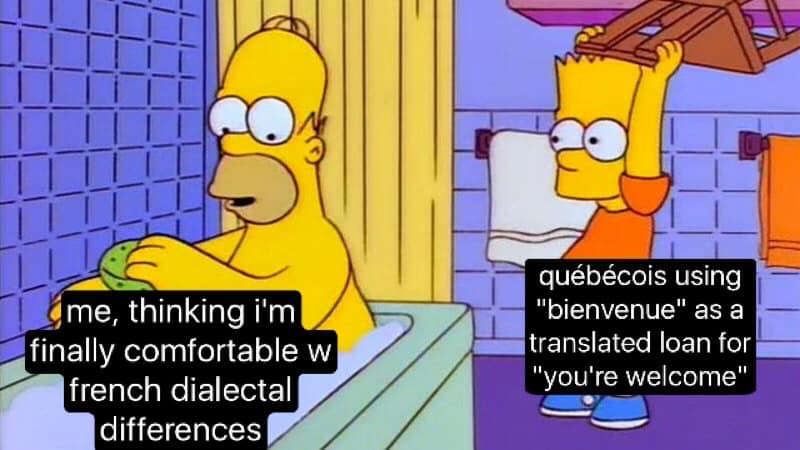 me, thinking i'm
finally comfortable w
french dialectal
differences
québécois using
"bienvenue" as a
translated loan for
"you're welcome"